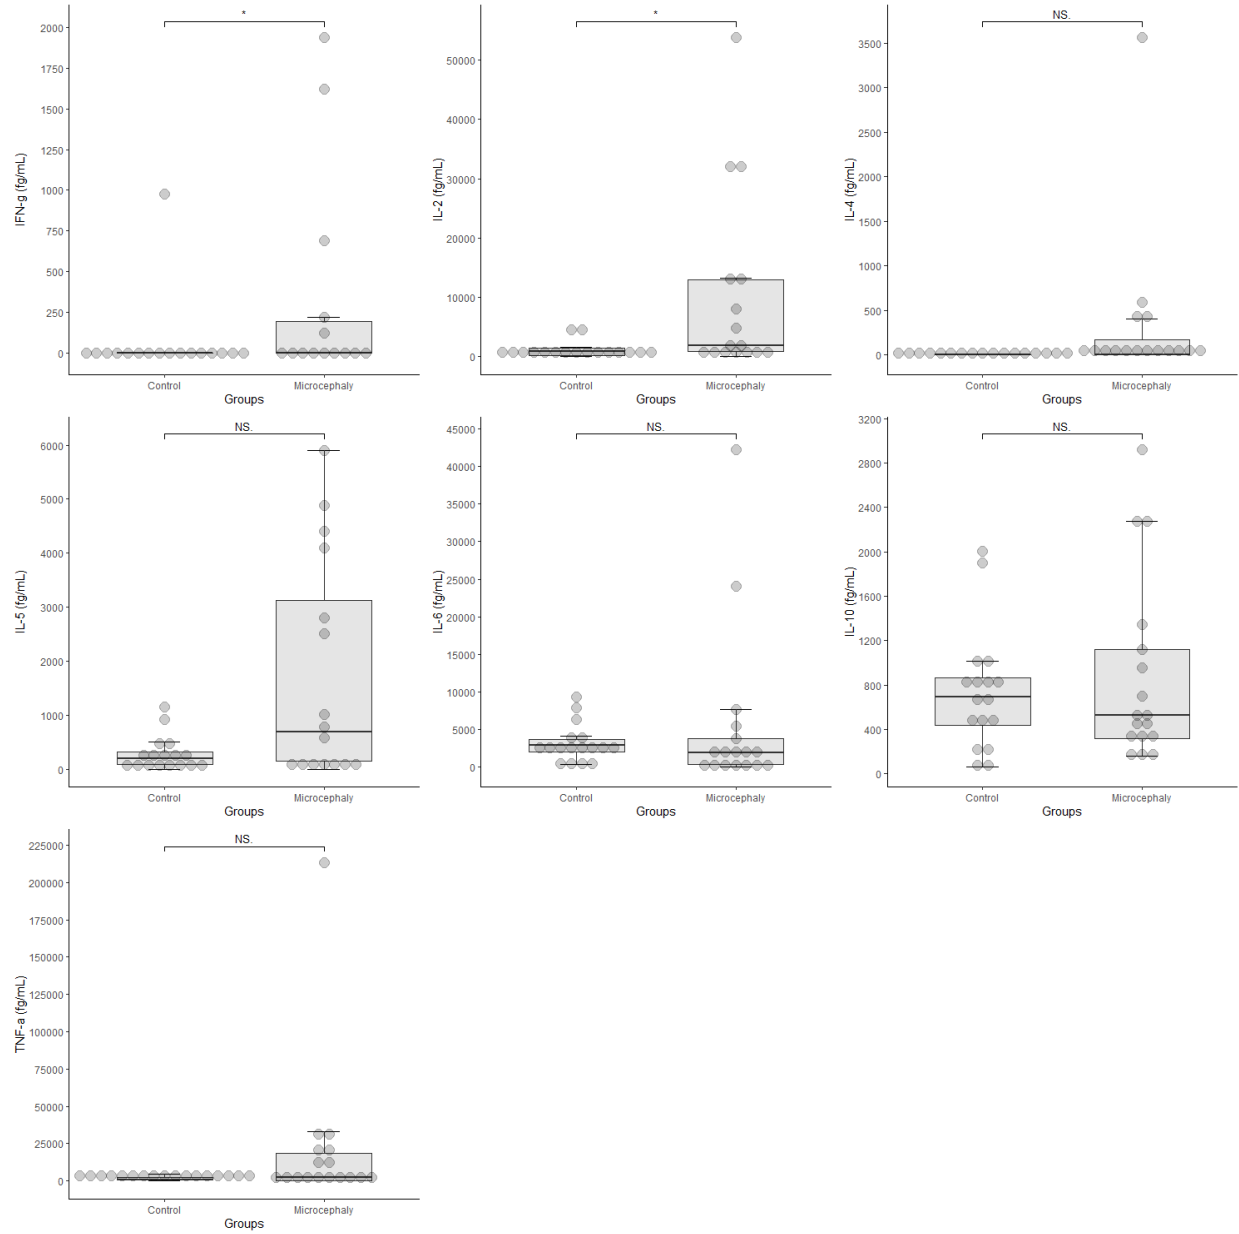 *
IFN-g (fg/mL)
2000
1750
1500
1250
1000
750
500
250
0
Control
Microcephaly
Groups
*
IL-2 (fg/mL)
50000
40000
30000
20000
10000
0
Control
Microcephaly
Groups
NS.
IL-4 (fg/mL)
3500
3000
2500
2000
1500
1000
500
0
Control
Microcephaly
Groups
NS.
IL-5 (fg/mL)
6000
5000
4000
3000
2000
1000
0
Control
Microcephaly
Groups
NS.
IL-6 (fg/mL)
45000
40000
35000
30000
25000
20000
15000
10000
5000
0
Control
Microcephaly
Groups
NS.
IL-10 (fg/mL)
3200
2800
2400
2000
1600
1200
800
400
0
Control
Microcephaly
Groups
NS.
TNF-a (fg/mL)
225000
200000
175000
150000
125000
100000
75000
50000
25000
0
Control
Microcephaly
Groups